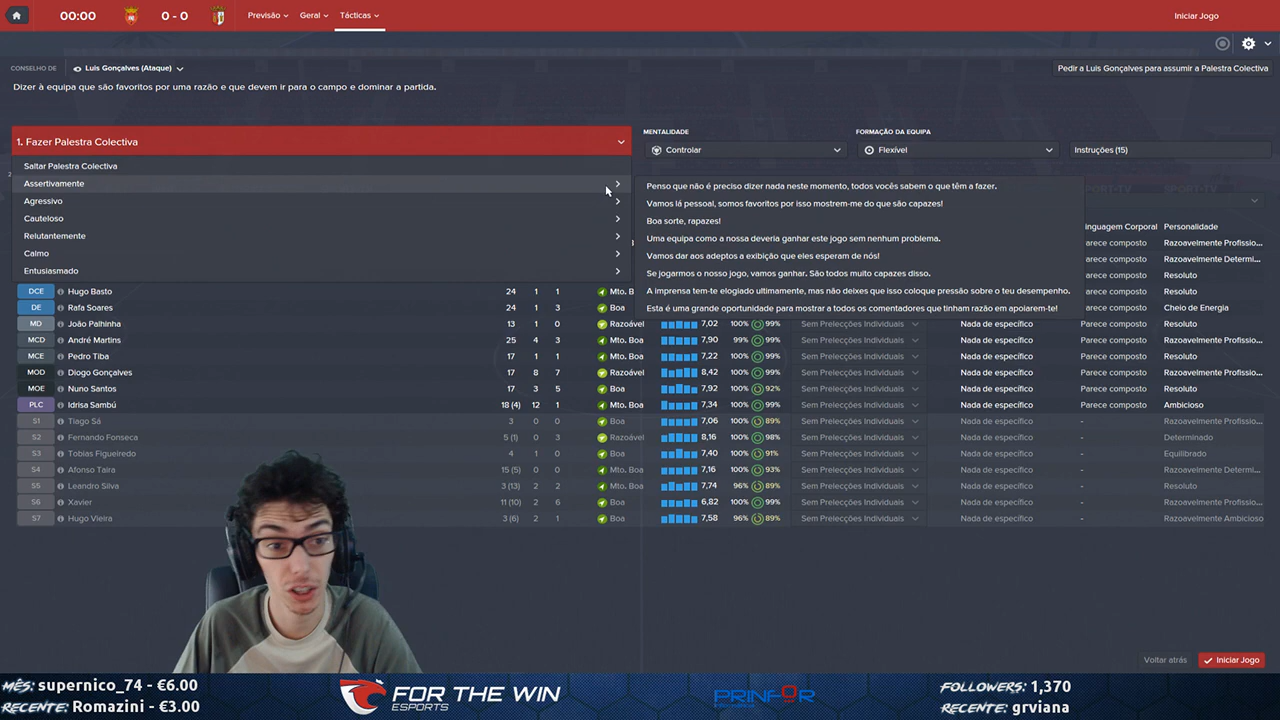 00:00
0 - 0
Previsão
Geral
Tácticas
Iniciar Jogo
CONSELHO DE
Luis Gonçalves (Ataque)
Pedir a Luis Gonçalves para assumir a Palestra Colectiva
Dizer à equipa que são favoritos por uma razão e que devem ir para o campo e dominar a partida.
1. Fazer Palestra Colectiva
MENTALIDADE
Controlar
FORMAÇÃO DA EQUIPA
Flexível
Instruções (15)
Saltar Palestra Colectiva
Assertivamente
Agressivo
Cauteloso
Relutantemente
Calmo
Entusiasmado
Penso que não é preciso dizer nada neste momento, todos vocês sabem o que têm a fazer.
Vamos lá pessoal, somos favoritos por isso mostrem-me do que são capazes!
Boa sorte, rapazes!
Uma equipa como a nossa deveria ganhar este jogo sem nenhum problema.
Vamos dar aos adeptos a exibição que eles esperam de nós!
Se jogarmos o nosso jogo, vamos ganhar. São todos muito capazes disso.
A imprensa tem-te elogiado ultimamente, mas não deixes que isso coloque pressão sobre o teu desempenho.
Esta é uma grande oportunidade para mostrar a todos os comentadores que tinham razão em apoiarem-te!
PORT-TV
inguagem Corporal Personalidade
arece composto Razoavelmente Profissio...
arece composto Razoavelmente Determi...
arece composto Resoluto
arece composto Resoluto
DCE Hugo Basto 24 1 1 Mto. B arece composto Resoluto
DE Rafa Soares 24 1 3 Boa arece composto Cheio de Energia
MD João Palhinha 13 1 0 Razoável 7,02 100% 99% Sem Prelecções Individuais Nada de específico Parece composto Resoluto
MCD André Martins 25 4 3 Mto. Boa 7,90 99% 99% Sem Prelecções Individuais Nada de específico Parece composto Razoavelmente Profissio...
MCE Pedro Tiba 17 1 1 Mto. Boa 7,22 100% 99% Sem Prelecções Individuais Nada de específico Parece composto Resoluto
MOD Diogo Gonçalves 17 8 7 Razoável 8,42 100% 99% Sem Prelecções Individuais Nada de específico Parece composto Razoavelmente Profissio...
MOE Nuno Santos 17 3 5 Boa 7,92 100% 92% Sem Prelecções Individuais Nada de específico Parece composto Resoluto
PLC Idrisa Sambú 18 (4) 12 1 Mto. Boa 7,34 100% 99% Sem Prelecções Individuais Nada de específico Parece composto Ambicioso
S1 Tiago Sá 3 0 0 Boa 7,06 100% 89% Sem Prelecções Individuais Nada de específico - Razoavelmente Profissio...
S2 Fernando Fonseca 5 (1) 0 3 Razoável 8,16 100% 98% Sem Prelecções Individuais Nada de específico - Determinado
S3 Tobias Figueiredo 4 1 0 Boa 7,40 100% 91% Sem Prelecções Individuais Nada de específico - Equilibrado
S4 Afonso Taira 15 (5) 0 0 Mto. Boa 7,16 100% 93% Sem Prelecções Individuais Nada de específico - Razoavelmente Determi...
S5 Leandro Silva 3 (13) 2 2 Mto. Boa 7,74 96% 89% Sem Prelecções Individuais Nada de específico - Resoluto
S6 Xavier 11 (10) 2 6 Boa 6,82 100% 99% Sem Prelecções Individuais Nada de específico - Razoavelmente Profissio...
S7 Hugo Vieira 3 (6) 2 1 Boa 7,58 96% 89% Sem Prelecções Individuais Nada de específico - Razoavelmente Ambicioso
Voltar atrás
Iniciar Jogo
MÊS: supernico_74 - €6.00
RECENTE: Romazini - €3.00
FOR THE WIN
ESPORTS
PRINFOR
FOLLOWERS: 1,370
RECENTE: grviana